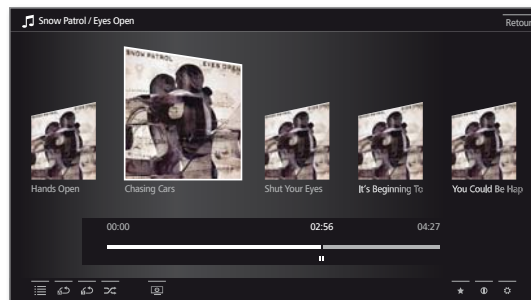 Snow Patrol / Eyes Open
Retour
SNOW PATROL EYES OPEN
Hands Open
Chasing Cars
Shut Your Eyes
It's Beginning To
You Could Be Hap
00:00 02:56 04:27